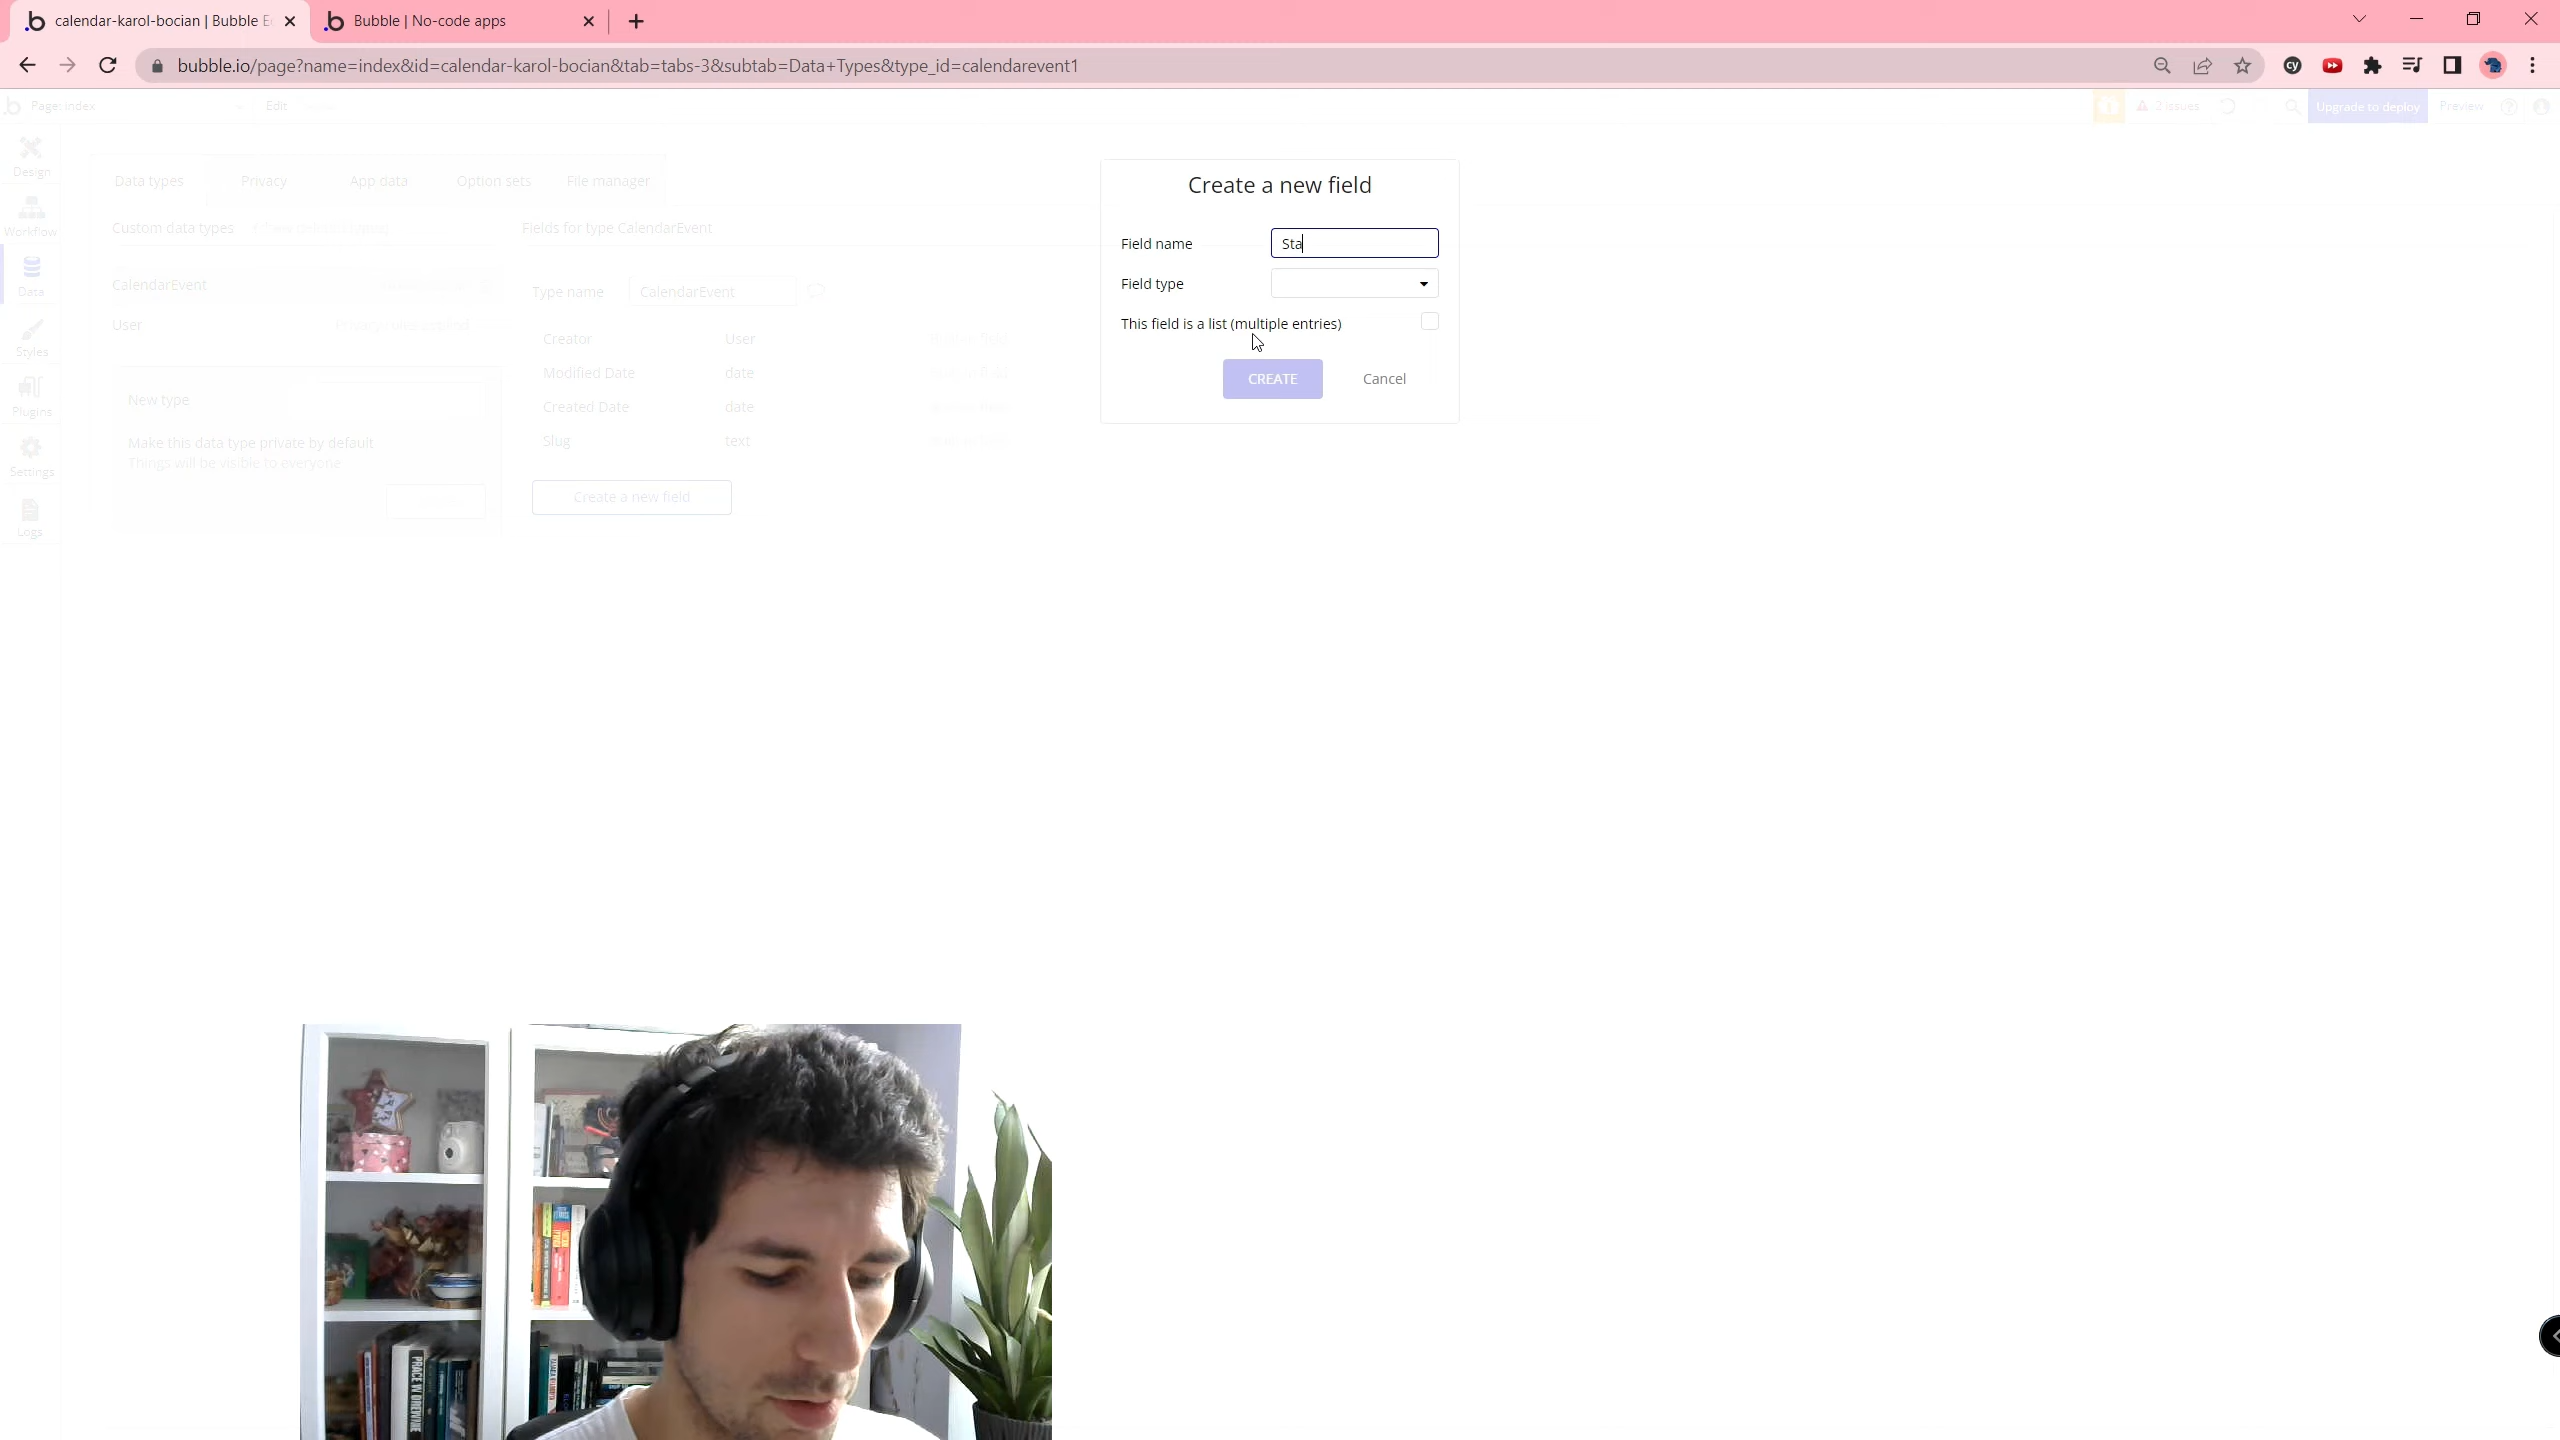 calendar-karol-bocian | Bubble E
Bubble | No-code apps
bubble.io/page?name=index&id=calendar-karol-bocian&tab=tabs-3&subtab=Data+Types&type_id=calendarevent1
Page: index
Edit
2 issues
Upgrade to deploy
Preview
Design
Workflow
Data
Styles
Plugins
Settings
Logs
Data types
Privacy
App data
Option sets
File manager
Custom data types
Fields for type CalendarEvent
CalendarEvent
User
Type name
CalendarEvent
Creator
User
Modified Date
date
Created Date
date
Slug
text
New type
Make this data type private by default
Things will be visible to everyone
Create a new field
Create a new field
Field name
Sta
Field type
This field is a list (multiple entries)
CREATE
Cancel
PRACE W DREWNIE